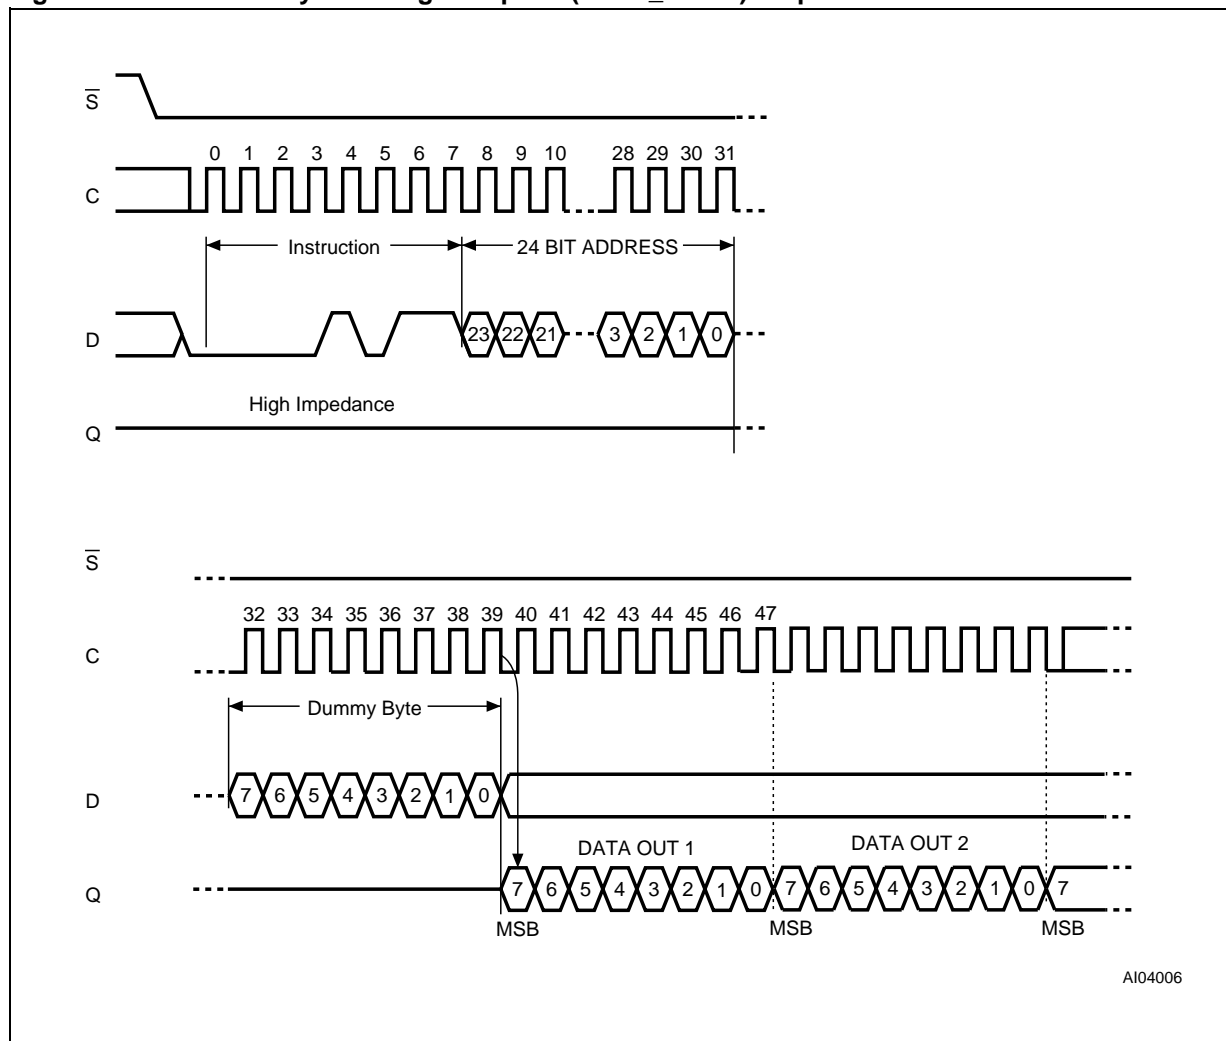 S
0 1 2 3 4 5 6 7 8 9 10 28 29 30 31
C
Instruction 24 BIT ADDRESS
D 23 22 21 3 2 1 0
High Impedance
Q
S
32 33 34 35 36 37 38 39 40 41 42 43 44 45 46 47
C
Dummy Byte
D 7 6 5 4 3 2 1 0
DATA OUT 1 DATA OUT 2
Q 7 6 5 4 3 2 1 0 7 6 5 4 3 2 1 0 7
MSB MSB MSB
AI04006